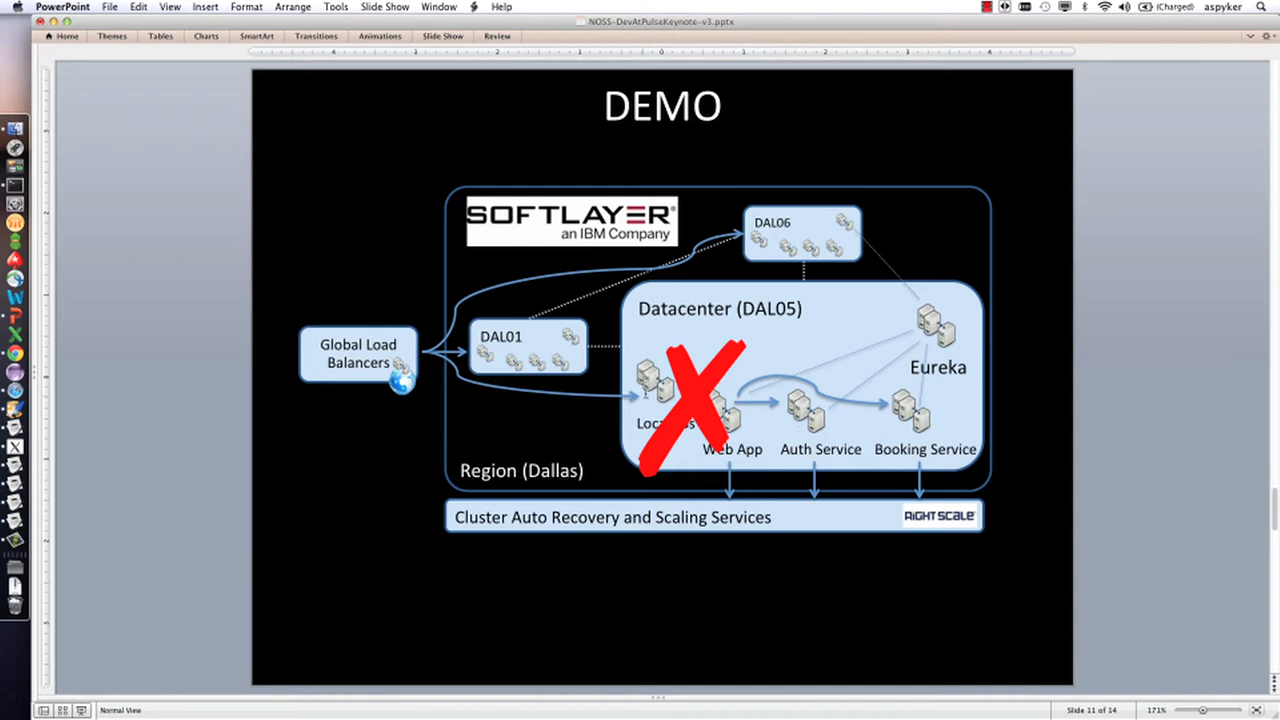 PowerPoint File Edit View Insert Format Arrange Tools Slide Show Window Help (Charged) aspyker
NOSS-DevAtPulseKeynote-v3.pptx
Home Themes Tables Charts SmartArt Transitions Animations Slide Show Review
DEMO
SOFTLAYER®
an IBM Company
DAL06
Datacenter (DAL05)
DAL01
Global Load
Balancers
Eureka
Web App Auth Service Booking Service
Region (Dallas)
Cluster Auto Recovery and Scaling Services
RIGHTSCALE
Normal View
Slide 11 of 14
171%